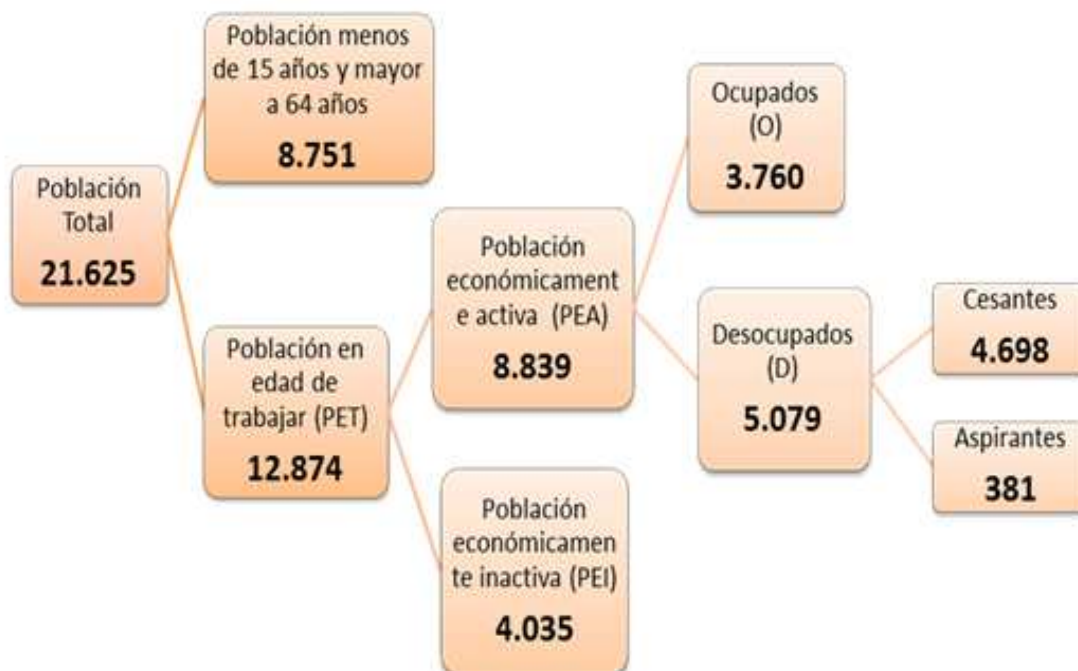 Población Total
21.625
Población menos
de 15 años y mayor
a 64 años
8.751
Población en
edad de
trabajar (PET)
12.874
Población
económicament
e activa (PEA)
8.839
Población
económicamen
te inactiva (PEI)
4.035
Ocupados
(O)
3.760
Desocupados
(D)
5.079
Cesantes
4.698
Aspirantes
381